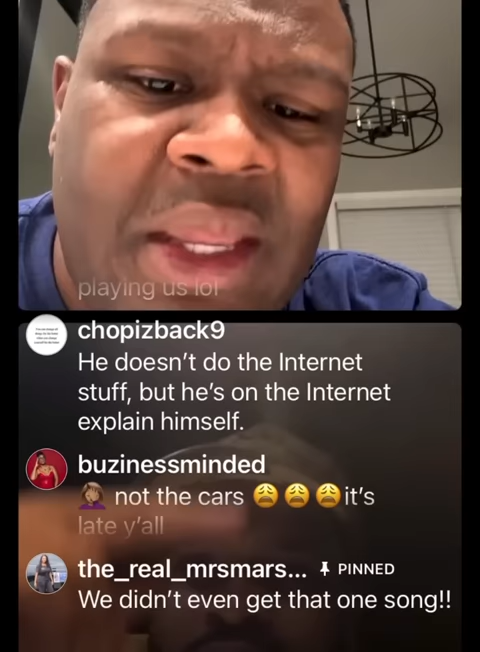 playing us lol
chopizback9
He doesn't do the Internet
stuff, but he's on the Internet
explain himself.
buzinessminded
🤦🏾‍♀️ not the cars 😩😩😩it's
late y'all
the_real_mrsmars... 📌 PINNED
We didn't even get that one song!!